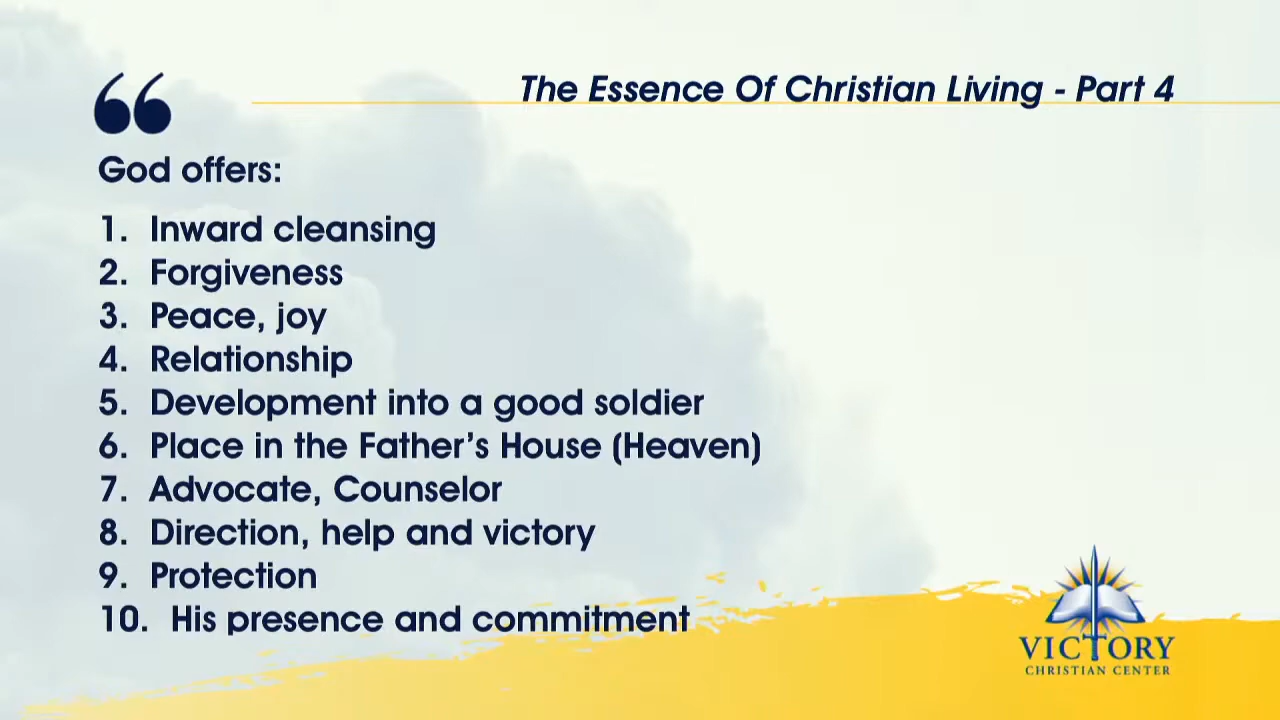 The Essence Of Christian Living - Part 4
“
God offers:
1. Inward cleansing
2. Forgiveness
3. Peace, joy
4. Relationship
5. Development into a good soldier
6. Place in the Father’s House (Heaven)
7. Advocate, Counselor
8. Direction, help and victory
9. Protection
10. His presence and commitment
VICTORY
CHRISTIAN CENTER